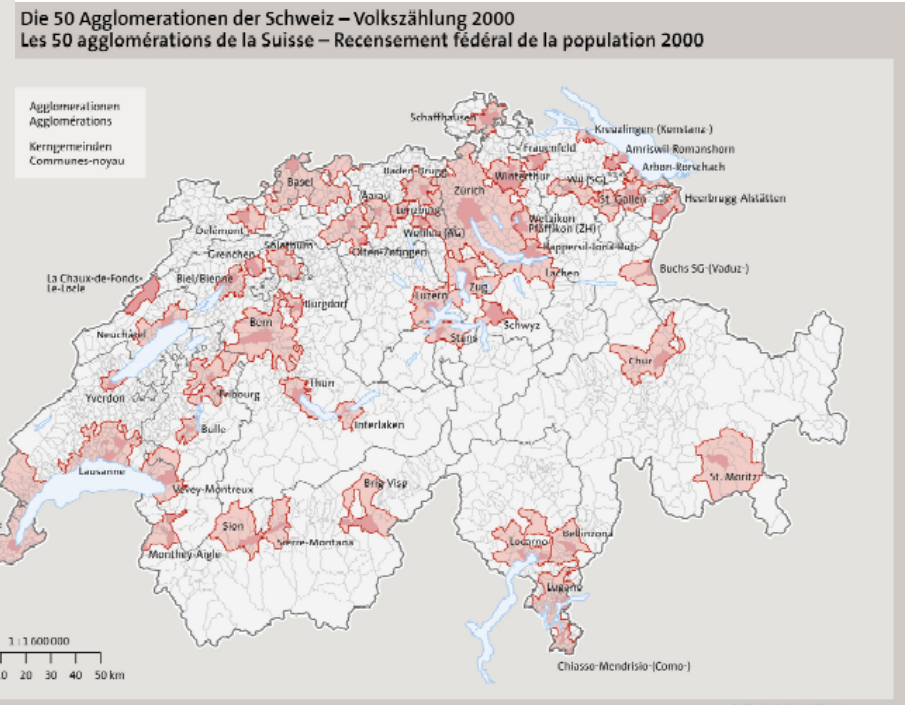 Die 50 Agglomerationen der Schweiz – Volkszählung 2000
Les 50 agglomérations de la Suisse – Recensement fédéral de la population 2000
Agglomerationen
Agglomérations
Kerngemeinden
Communes-noyau
Schaffhausen
Kreuzlingen-(Konstanz-)
Frauenfeld
Amriswil-Romanshorn
Arbon-Rorschach
Baden-Brugg
Winterthur
Wil (SG)
Basel
Zürich
Aarau
St. Gallen
Heerbrugg-Altstätten
Lenzburg
Wetzikon-
Pfäffikon (ZH)
Delémont
Wohlen (AG)
Solothurn
Rapperswil-Jona-Rüti
Grenchen
Olten-Zofingen
Buchs SG-(Vaduz-)
La Chaux-de-Fonds-
Le-Locle
Biel/Bienne
Lachen
Zug
Luzern
Burgdorf
Bern
Schwyz
Neuchâtel
Stans
Chur
Thun
Fribourg
Yverdon
Interlaken
Bulle
Lausanne
St. Moritz
Vevey-Montreux
Brig-Visp
Sion
Bellinzona
Sierre-Montana
Locarno
Monthey-Aigle
Lugano
1 : 1 600 000
0 20 30 40 50 km
Chiasso-Mendrisio-(Como-)